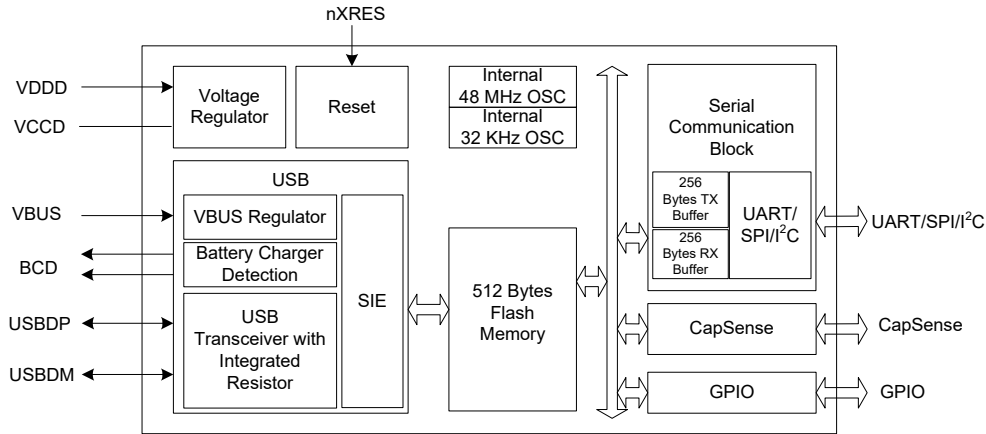 nXRES
VDDD
VCCD
Voltage
Regulator
Reset
Internal
48 MHz OSC
Internal
32 KHz OSC
Serial
Communication
Block
256
Bytes TX
Buffer
256
Bytes RX
Buffer
UART/
SPI/I²C
UART/SPI/I²C
USB
VBUS
VBUS Regulator
BCD
Battery Charger
Detection
USBDP
USBDM
USB
Transceiver with
Integrated
Resistor
SIE
512 Bytes
Flash
Memory
CapSense
CapSense
GPIO
GPIO